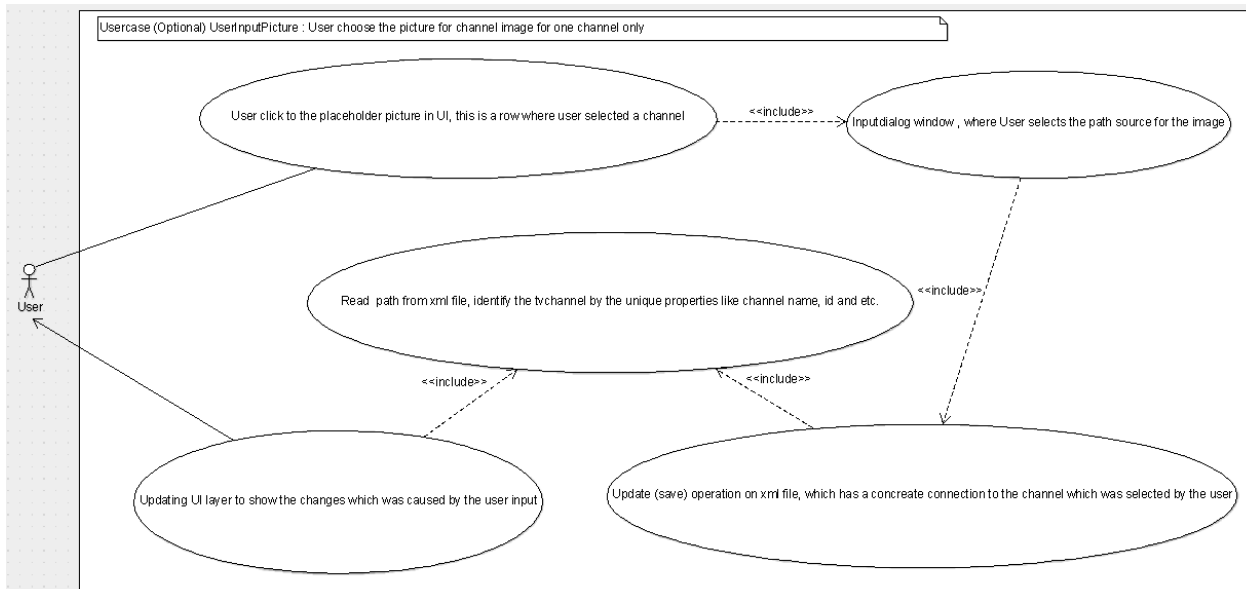 Usercase (Optional) UserInputPicture : User choose the picture for channel image for one channel only
User click to the placeholder picture in UI, this is a row where user selected a channel
<<include>>
Inputdialog window , where User selects the path source for the image
<<include>>
Read path from xml file, identify the tvchannel by the unique properties like channel name, id and etc.
User
<<include>>
<<include>>
Updating UI layer to show the changes which was caused by the user input
Update (save) operation on xml file, which has a concreate connection to the channel which was selected by the user